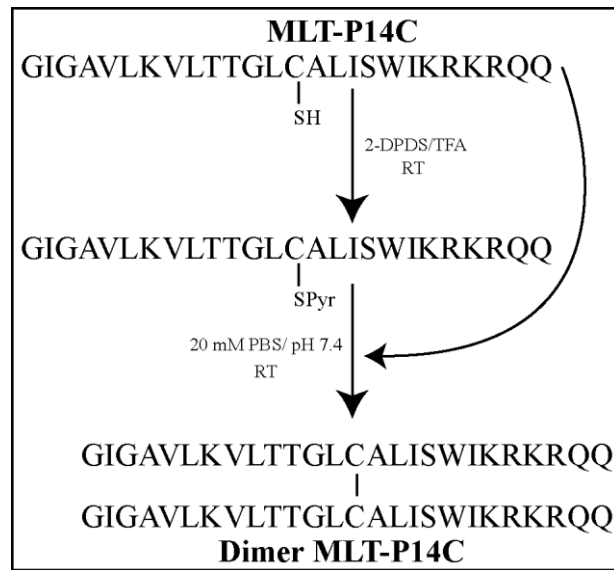 MLT-P14C
GIGAVLKVLTTGLCALISWIKRKRQQ
SH
2-DPDS/TFA
RT
GIGAVLKVLTTGLCALISWIKRKRQQ
SPyr
20 mM PBS/ pH 7.4
RT
GIGAVLKVLTTGLCALISWIKRKRQQ
GIGAVLKVLTTGLCALISWIKRKRQQ
Dimer MLT-P14C